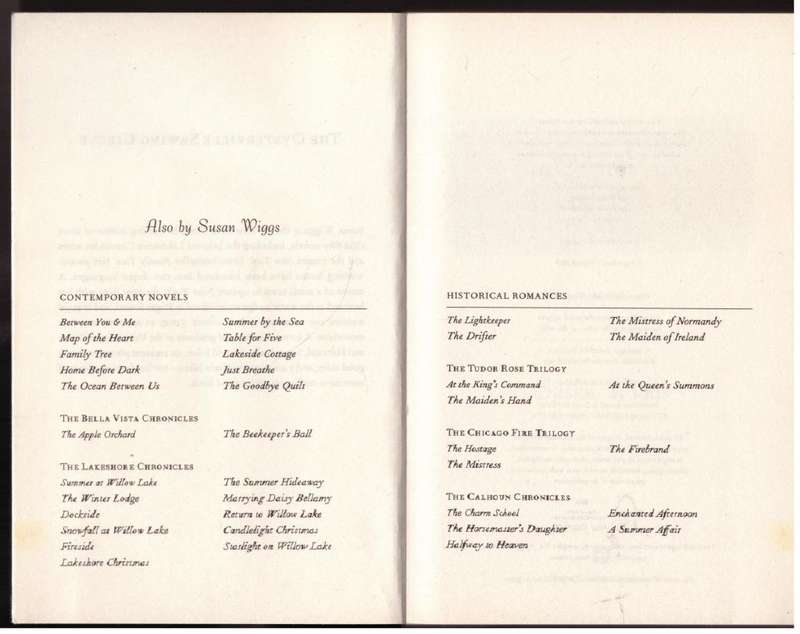 Also by Susan Wiggs
CONTEMPORARY NOVELS
Between You & Me
Map of the Heart
Family Tree
Home Before Dark
The Ocean Between Us
Summer by the Sea
Table for Five
Lakeside Cottage
Just Breathe
The Goodbye Quilt
THE BELLA VISTA CHRONICLES
The Apple Orchard
The Beekeeper's Ball
THE LAKESHORE CHRONICLES
Summer at Willow Lake
The Winter Lodge
Dockside
Snowfall at Willow Lake
Fireside
Lakeshore Christmas
The Summer Hideaway
Marrying Daisy Bellamy
Return to Willow Lake
Candlelight Christmas
Starlight on Willow Lake
HISTORICAL ROMANCES
The Lightkeeper
The Drifter
The Mistress of Normandy
The Maiden of Ireland
THE TUDOR ROSE TRILOGY
At the King's Command
The Maiden's Hand
At the Queen's Summons
THE CHICAGO FIRE TRILOGY
The Hostage
The Mistress
The Firebrand
THE CALHOUN CHRONICLES
The Charm School
The Horsemaster's Daughter
Halfway to Heaven
Enchanted Afternoon
A Summer Affair